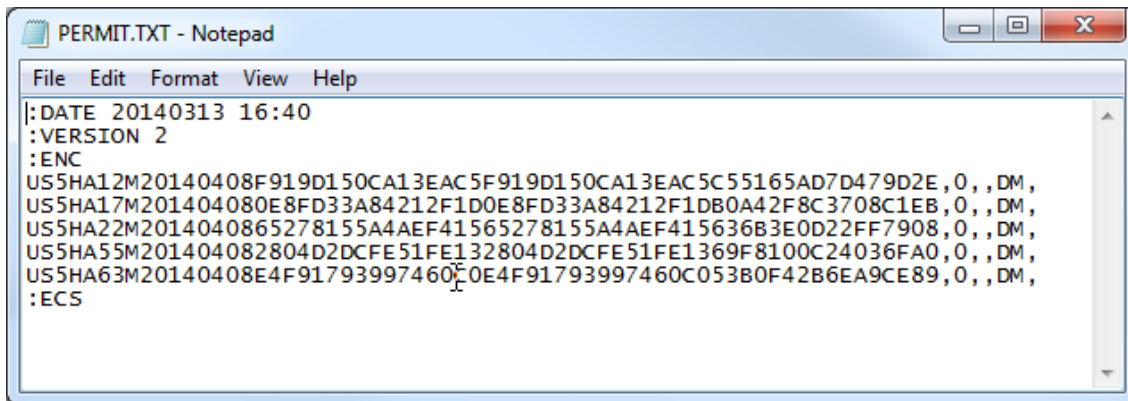 PERMIT.TXT - Notepad
File Edit Format View Help
:DATE 20140313 16:40
:VERSION 2
:ENC
US5HA12M20140408F919D150CA13EAC5F919D150CA13EAC5C55165AD7D479D2E,0,,DM,
US5HA17M201404080E8FD33A84212F1D0E8FD33A84212F1DB0A42F8C3708C1EB,0,,DM,
US5HA22M2014040865278155A4AEF41565278155A4AEF415636B3E0D22FF7908,0,,DM,
US5HA55M201404082804D2DCFE51FE132804D2DCFE51FE1369F8100C24036FA0,0,,DM,
US5HA63M20140408E4F91793997460C0E4F91793997460C053B0F42B6EA9CE89,0,,DM,
:ECS